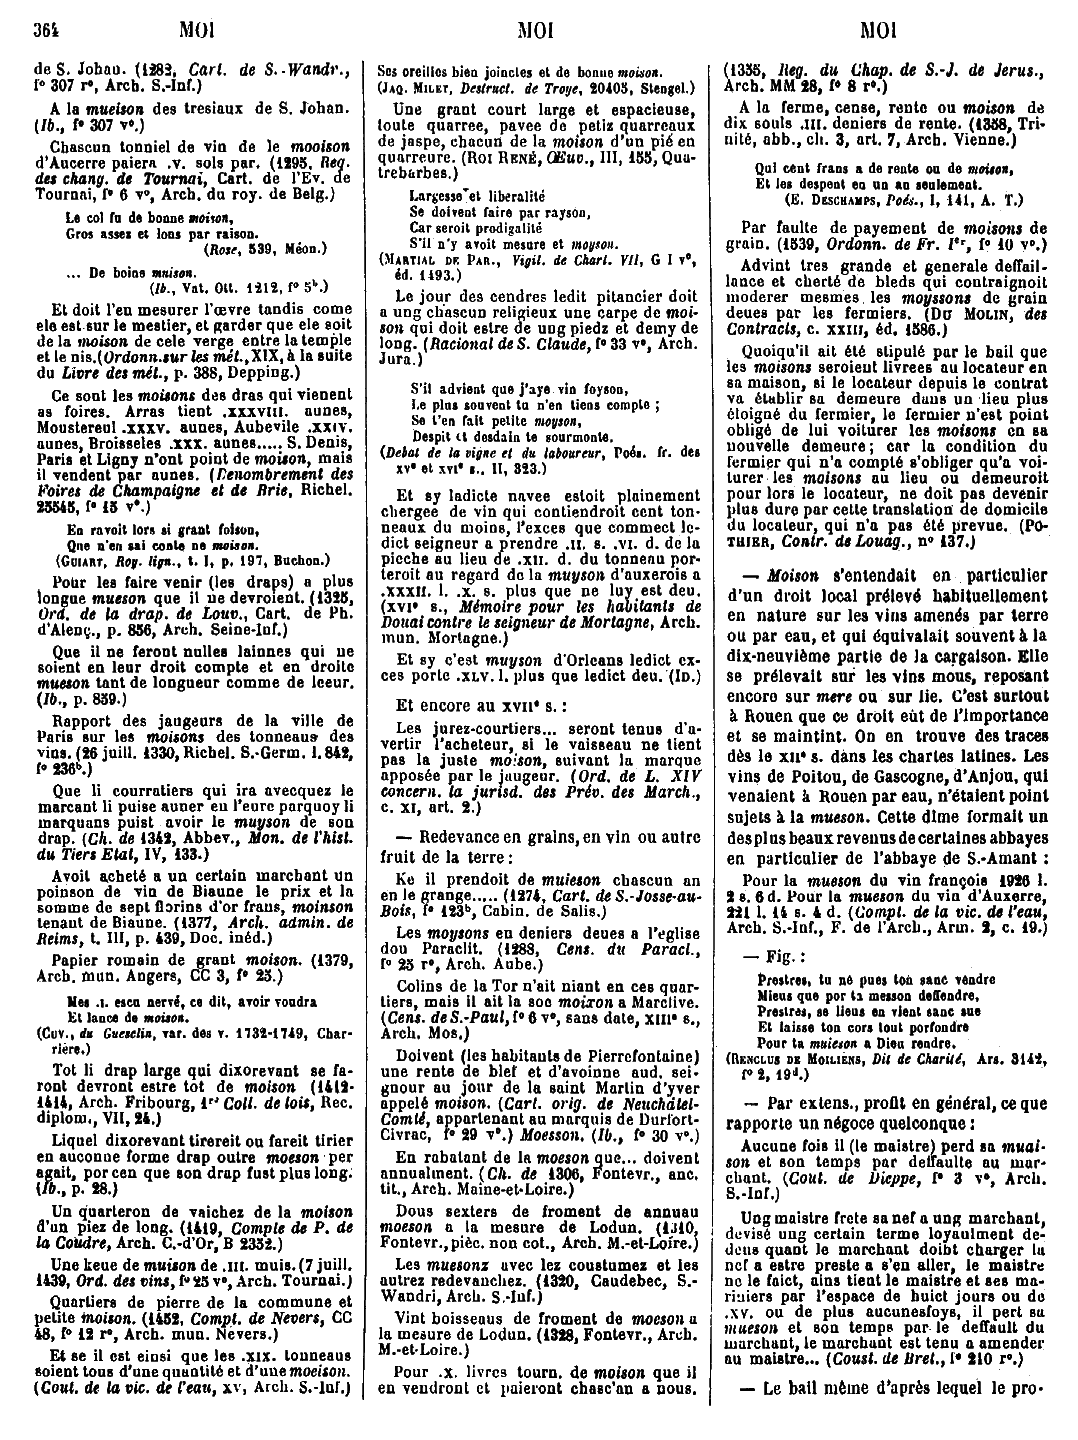 364 MOI MOI MOI
de S. Johau. (1283, Cart. de S.-Wandr.,
f° 307 r°, Arch. S.-Inf.)
A la mueison des tresiaux de S. Johan.
(Ib., f° 307 v°.)
Chascun tonniel de vin de le mooison
d'Aucerre paiera .v. sols par. (1295, Reg.
des chang. de Tournai, Cart. de l'Ev. de
Tournai, f° 6 v°, Arch. du roy. de Belg.)
Le col fu de bonne moison,
Gros assez et lons par raison.
(Rose, 539, Méon.)
... De boine muison.
(Ib., Vat. Ott. 1212, f° 5b.)
Et doit l'en mesurer l'œvre tandis come
ele est sur le mestier, et garder que ele soit
de la moison de cele verge entre la temple
et le nis. (Ordonn. sur les mét., XIX, à la suite
du Livre des mét., p. 388, Depping.)
Ce sont les moisons des dras qui vienent
as foires. Arras tient .xxxviii. aunes,
Moustereul .xxxv. aunes, Aubevile .xxiv.
aunes, Broisseles .xxx. aunes..... S. Denis,
Paris et Ligny n'ont point de moison, mais
il vendent par aunes. (Denombrement des
Foires de Champaigne et de Brie, Richel.
25545, f° 15 v°.)
En ravoit lors si grant foison,
Que n'en sai conte ne moison.
(Guiart, Roy. lign., t. I, p. 197, Buchon.)
Pour les faire venir (les draps) a plus
longue mueson que il ne devroient. (1325,
Ord. de la drap. de Louv., Cart. de Ph.
d'Alenç., p. 856, Arch. Seine-Inf.)
Que il ne feront nulles lainnes qui ne
soient en leur droit compte et en droite
mueson tant de longueur comme de leeur.
(Ib., p. 859.)
Rapport des jaugeurs de la ville de
Paris sur les moisons des tonneaus des
vins. (26 juill. 1330, Richel. S.-Germ. l. 842,
f° 236b.)
Que li courratiers qui ira avecquez le
marcant li puise auner en l'eure parquoy li
marquans puist avoir le muyson de son
drap. (Ch. de 1342, Abbev., Mon. de l'hist.
du Tiers Etat, IV, 133.)
Avoit acheté a un certain marchant un
poinson de vin de Biaune le prix et la
somme de sept florins d'or frans, moinson
tenant de Biaune. (1377, Arch. admin. de
Reims, t. III, p. 439, Doc. inéd.)
Papier romain de grant moison. (1379,
Arch. mun. Angers, CC 3, f° 25.)
Mes .i. escu nervé, ce dit, avoir voudra
Et lance de moison.
(Cuv., du Guesclin, var. des v. 1732-1749, Char-
rière.)
Tot li drap large qui dixorevant se fa-
ront devront estre tot de moison (1412-
1414, Arch. Fribourg, 1re Coll. de lois, Rec.
diplom., VII, 24.)
Liquel dixorevant tirereit ou fareit tirier
en auconne forme drap outre moeson per
agait, por cen que son drap fust plus long.
(Ib., p. 28.)
Un quarteron de vaichez de la moison
d'un piez de long. (1419, Compte de P. de
la Coudre, Arch. C.-d'Or, B 2352.)
Une keue de muison de .iii. muis. (7 juill.
1439, Ord. des vins, f° 25 v°, Arch. Tournai.)
Quartiers de pierre de la commune et
petite moison. (1452, Compt. de Nevers, CC
48, f° 12 r°, Arch. mun. Nevers.)
Et se il est einsi que les .xix. tonneaus
soient tous d'une quantité et d'une moeison.
(Cout. de la vic. de l'eau, xv, Arch. S.-Inf.)
Ses oreilles bien joinctes et de bonne moison.
(Jaq. Milet, Destruct. de Troye, 20405, Stengel.)
Une grant court large et espacieuse,
toute quarree, pavee de petiz quarreaux
de jaspe, chacun de la moison d'un pié en
quarreure. (Roi René, Œuv., III, 155, Qua-
trebarbes.)
Largesse et liberalité
Se doivent faire par rayson,
Car seroit prodigalité
S'il n'y avoit mesure et moyson.
(Martial de Par., Vigil. de Charl. VII, G I v°,
éd. 1493.)
Le jour des cendres ledit pitancier doit
a ung chascun religieux une carpe de moi-
son qui doit estre de ung piedz et demy de
long. (Racional de S. Claude, f° 33 v°, Arch.
Jura.)
S'il advient que j'aye vin foyson,
Le plus souvent tu n'en tiens compte ;
Se t'en fait petite moyson,
Despit et desdain te sourmonte.
(Debat de la vigne et du laboureur, Poés. fr. des
xve et xvie s., II, 323.)
Et sy ladicte navee estoit plainement
chergee de vin qui contiendroit cent ton-
neaux du moins, l'exces que commect le-
dict seigneur a prendre .ii. s. .vi. d. de la
pieche au lieu de .xii. d. du tonneau por-
teroit au regard de la muyson d'auxerois a
.xxxii. l. .x. s. plus que ne luy est deu.
(xvie s., Mémoire pour les habitants de
Douai contre le seigneur de Mortagne, Arch.
mun. Mortagne.)
Et sy c'est muyson d'Orleans ledict ex-
ces porte .xlv. l. plus que ledict deu. (Id.)
Et encore au xviie s. :
Les jurez-courtiers... seront tenus d'a-
vertir l'acheteur, si le vaisseau ne tient
pas la juste moison, suivant la marque
apposée par le jaugeur. (Ord. de L. XIV
concern. la jurisd. des Prév. des March.,
c. XI, art. 2.)
— Redevance en grains, en vin ou autre
fruit de la terre :
Ke il prendoit de muieson chascun an
en le grange..... (1274, Cart. de S.-Josse-au-
Bois, f° 123b, Cabin. de Salis.)
Les moysons en deniers deues a l'eglise
dou Paraclit. (1288, Cens. du Paracl.,
f° 25 r°, Arch. Aube.)
Colins de la Tor n'ait niant en ces quar-
tiers, mais il ait la soe moixon a Marclive.
(Cens. de S.-Paul, f° 6 v°, sans date, xiiie s.,
Arch. Mos.)
Doivent (les habitants de Pierrefontaine)
une rente de blef et d'avoinne aud. sei-
gnour au jour de la saint Martin d'yver
appelé moison. (Cart. orig. de Neuchâtel-
Comté, appartenant au marquis de Durfort-
Civrac, f° 29 v°.) Moesson. (Ib., f° 30 v°.)
En rabatant de la moeson que... doivent
annualment. (Ch. de 1306, Fontevr., anc.
tit., Arch. Maine-et-Loire.)
Dous sexters de froment de annuau
moeson a la mesure de Lodun. (1310,
Fontevr., pièc. non cot., Arch. M.-et-Loire.)
Les muesonz avec lez coustumez et les
autrez redevanchez. (1320, Caudebec, S.-
Wandri, Arch. S.-Inf.)
Vint boisseaus de froment de moeson a
la mesure de Lodun. (1328, Fontevr., Arch.
M.-et-Loire.)
Pour .x. livres tourn. de moison que il
en vendront et paieront chasc'an a nous.
(1335, Reg. du Chap. de S.-J. de Jerus.,
Arch. MM 28, f° 8 r°.)
A la ferme, cense, rente ou moison de
dix souls .iii. deniers de rente. (1358, Tri-
nité, abb., ch. 3, art. 7, Arch. Vienne.)
Qui cent frans a de rente ou de moison,
Et les despent en un an seulement.
(E. Deschamps, Poés., I, 141, A. T.)
Par faulte de payement de moisons de
grain. (1539, Ordonn. de Fr. Ier, f° 10 v°.)
Advint tres grande et generale deffail-
lance et cherté de bleds qui contraignoit
moderer mesmes les moyssons de grain
deues par les fermiers. (Du Molin, des
Contracts, c. XXIII, éd. 1586.)
Quoiqu'il ait été stipulé par le bail que
les moisons seroient livrees au locateur en
sa maison, si le locateur depuis le contrat
va établir sa demeure dans un lieu plus
éloigné du fermier, le fermier n'est point
obligé de lui voiturer les moisons en sa
nouvelle demeure ; car la condition du
fermier qui n'a compté s'obliger qu'a voi-
turer les moisons au lieu ou demeuroit
pour lors le locateur, ne doit pas devenir
plus dure par cette translation de domicile
du locateur, qui n'a pas été prevue. (Po-
thier, Contr. de Louag., n° 137.)
— Moison s'entendait en particulier
d'un droit local prélevé habituellement
en nature sur les vins amenés par terre
ou par eau, et qui équivalait souvent à la
dix-neuvième partie de la cargaison. Elle
se prélevait sur les vins mous, reposant
encore sur mere ou sur lie. C'est surtout
à Rouen que ce droit eût de l'importance
et se maintint. On en trouve des traces
dès le xiie s. dans les chartes latines. Les
vins de Poitou, de Gascogne, d'Anjou, qui
venaient à Rouen par eau, n'étaient point
sujets à la mueson. Cette dîme formait un
des plus beaux revenus de certaines abbayes
en particulier de l'abbaye de S.-Amant :
Pour la mueson du vin françois 1926 l.
2 s. 6 d. Pour la mueson du vin d'Auxerre,
221 l. 14 s. 4 d. (Compt. de la vic. de l'eau,
Arch. S.-Inf., F. de l'Arch., Arm. 2, c. 19.)
— Fig. :
Prestres, tu ne pues ton sanc vendre
Mieus que por ta messon deffendre,
Prestres, se lieus en vient sanc sue
Et laisse ton cors tout porfondre
Pour ta muieson a Dieu rendre.
(Renclus de Moiliens, Dit de Charité, Ars. 3142,
f° 2, 19d.)
— Par extens., profit en général, ce que
rapporte un négoce quelconque :
Aucune fois il (le maistre) perd sa muai-
son et son temps par deffaulte au mar-
chant. (Cout. de Dieppe, f° 3 v°, Arch.
S.-Inf.)
Ung maistre frete sa nef a ung marchant,
devisé ung certain terme loyaulment de-
deus quant le marchant doibt charger la
nef a estre preste a s'en aller, le maistre
ne le faict, ains tient le maistre et ses ma-
riniers par l'espace de huict jours ou de
.xv. ou de plus aucunesfoys, il pert sa
mueson et son temps par le deffault du
marchant, le marchant est tenu a amender
au maistre... (Coust. de Bret., f° 210 r°.)
— Le bail même d'après lequel le pro-